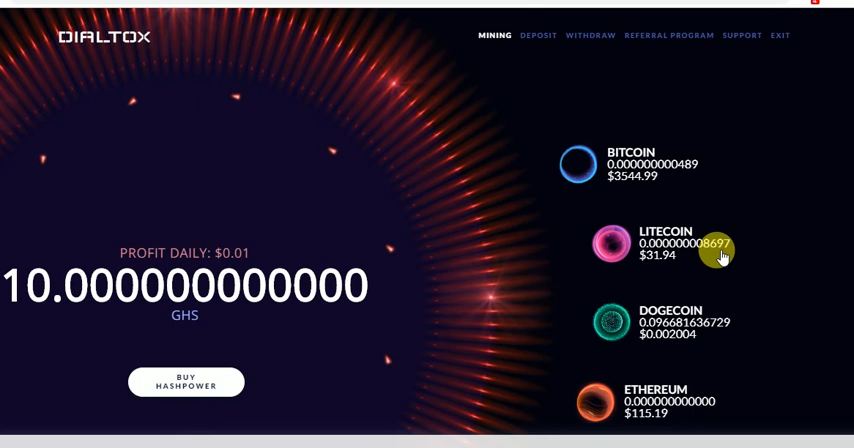 DIALTOX
MINING DEPOSIT WITHDRAW REFERRAL PROGRAM SUPPORT EXIT
PROFIT DAILY: $0.01
10.000000000000
GHS
BUY
HASHPOWER
BITCOIN
0.000000000489
$3544.99
LITECOIN
0.000000008697
$31.94
DOGECOIN
0.096681636729
$0.002004
ETHEREUM
0.000000000000
$115.19